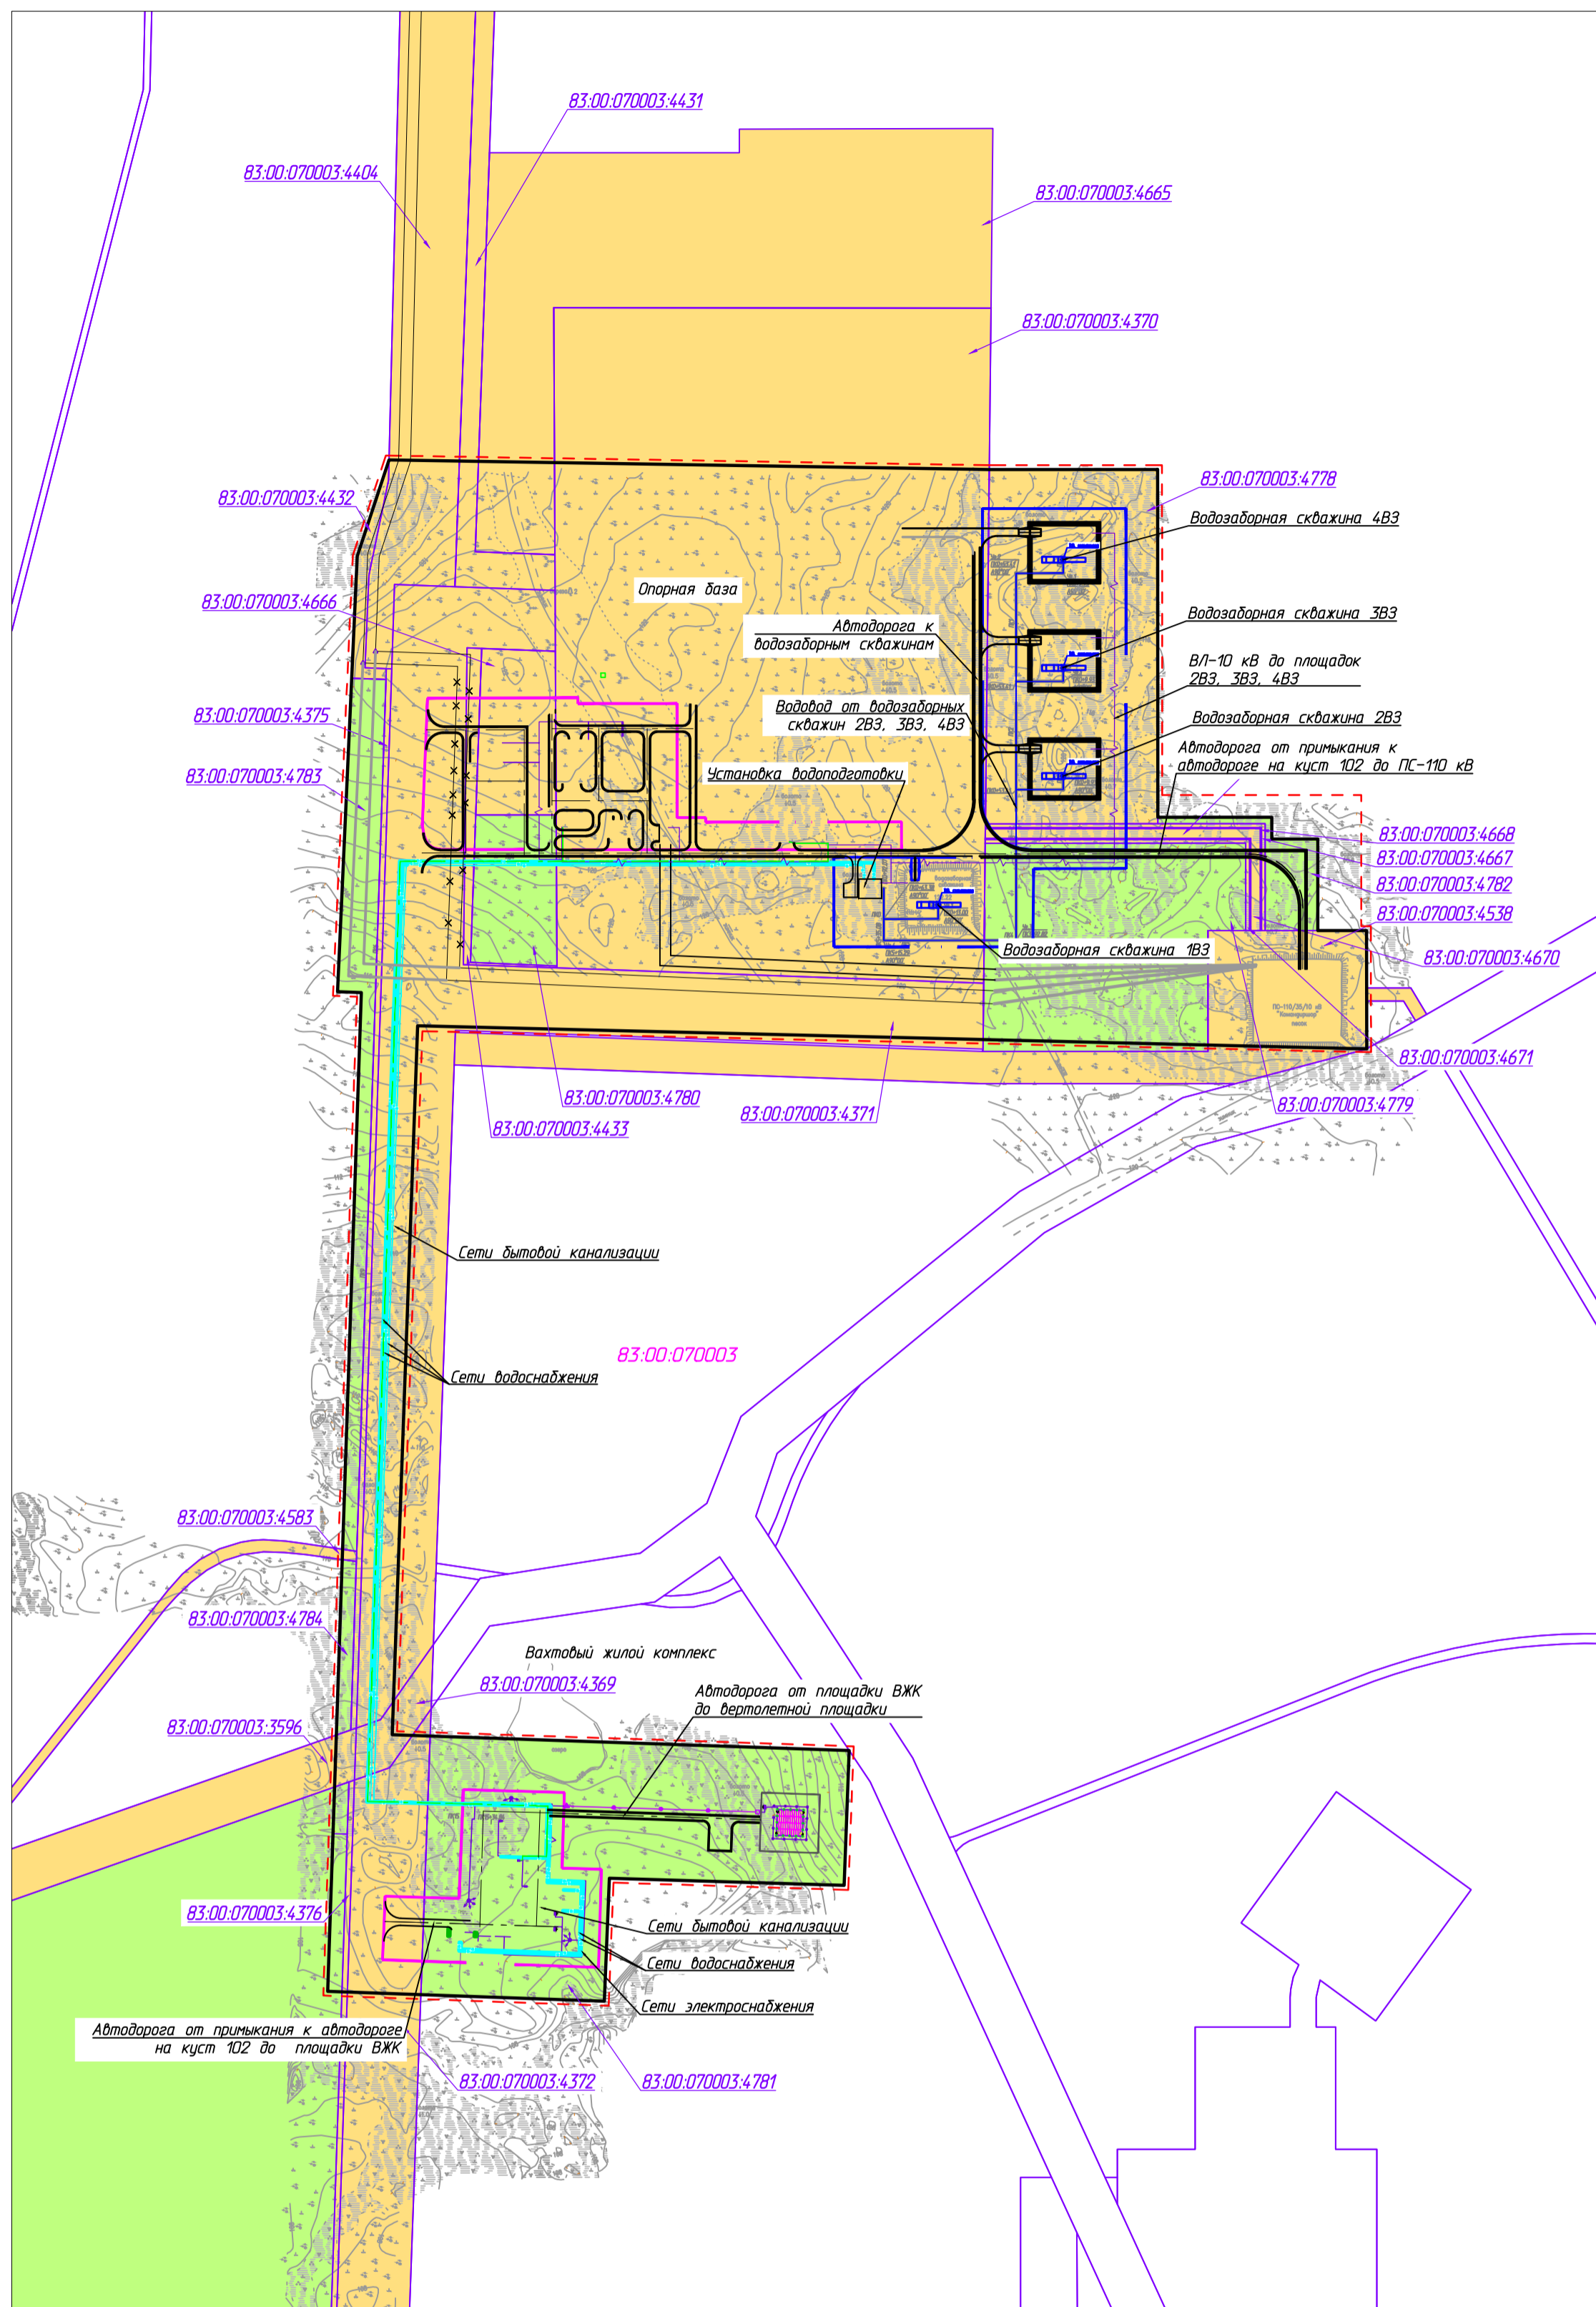 83:00:070003:4431
83:00:070003:4404
83:00:070003:4665
83:00:070003:4370
83:00:070003:4778
83:00:070003:4432
Водозаборная скважина 4ВЗ
Опорная база
83:00:070003:4666
Водозаборная скважина 3ВЗ
Автодорога к
водозаборным скважинам
ВЛ-10 кВ до площадок
2ВЗ, 3ВЗ, 4ВЗ
83:00:070003:4375
Водовод от водозаборных
скважин 2ВЗ, 3ВЗ, 4ВЗ
Водозаборная скважина 2ВЗ
Автодорога от примыкания к
автодороге на куст 102 до ПС-110 кВ
83:00:070003:4783
Установка водоподготовки
83:00:070003:4668
83:00:070003:4667
83:00:070003:4782
83:00:070003:4538
Водозаборная скважина 1ВЗ
83:00:070003:4670
ПС-110/35/10 кВ
83:00:070003:4671
83:00:070003:4780
83:00:070003:4371
83:00:070003:4779
83:00:070003:4433
Сети бытовой канализации
83:00:070003
Сети водоснабжения
83:00:070003:4583
83:00:070003:4784
Вахтовый жилой комплекс
83:00:070003:4369
Автодорога от площадки ВЖК
до вертолетной площадки
83:00:070003:3596
83:00:070003:4376
Сети бытовой канализации
Сети водоснабжения
Сети электроснабжения
Автодорога от примыкания к автодороге
на куст 102 до площадки ВЖК
83:00:070003:4372
83:00:070003:4781